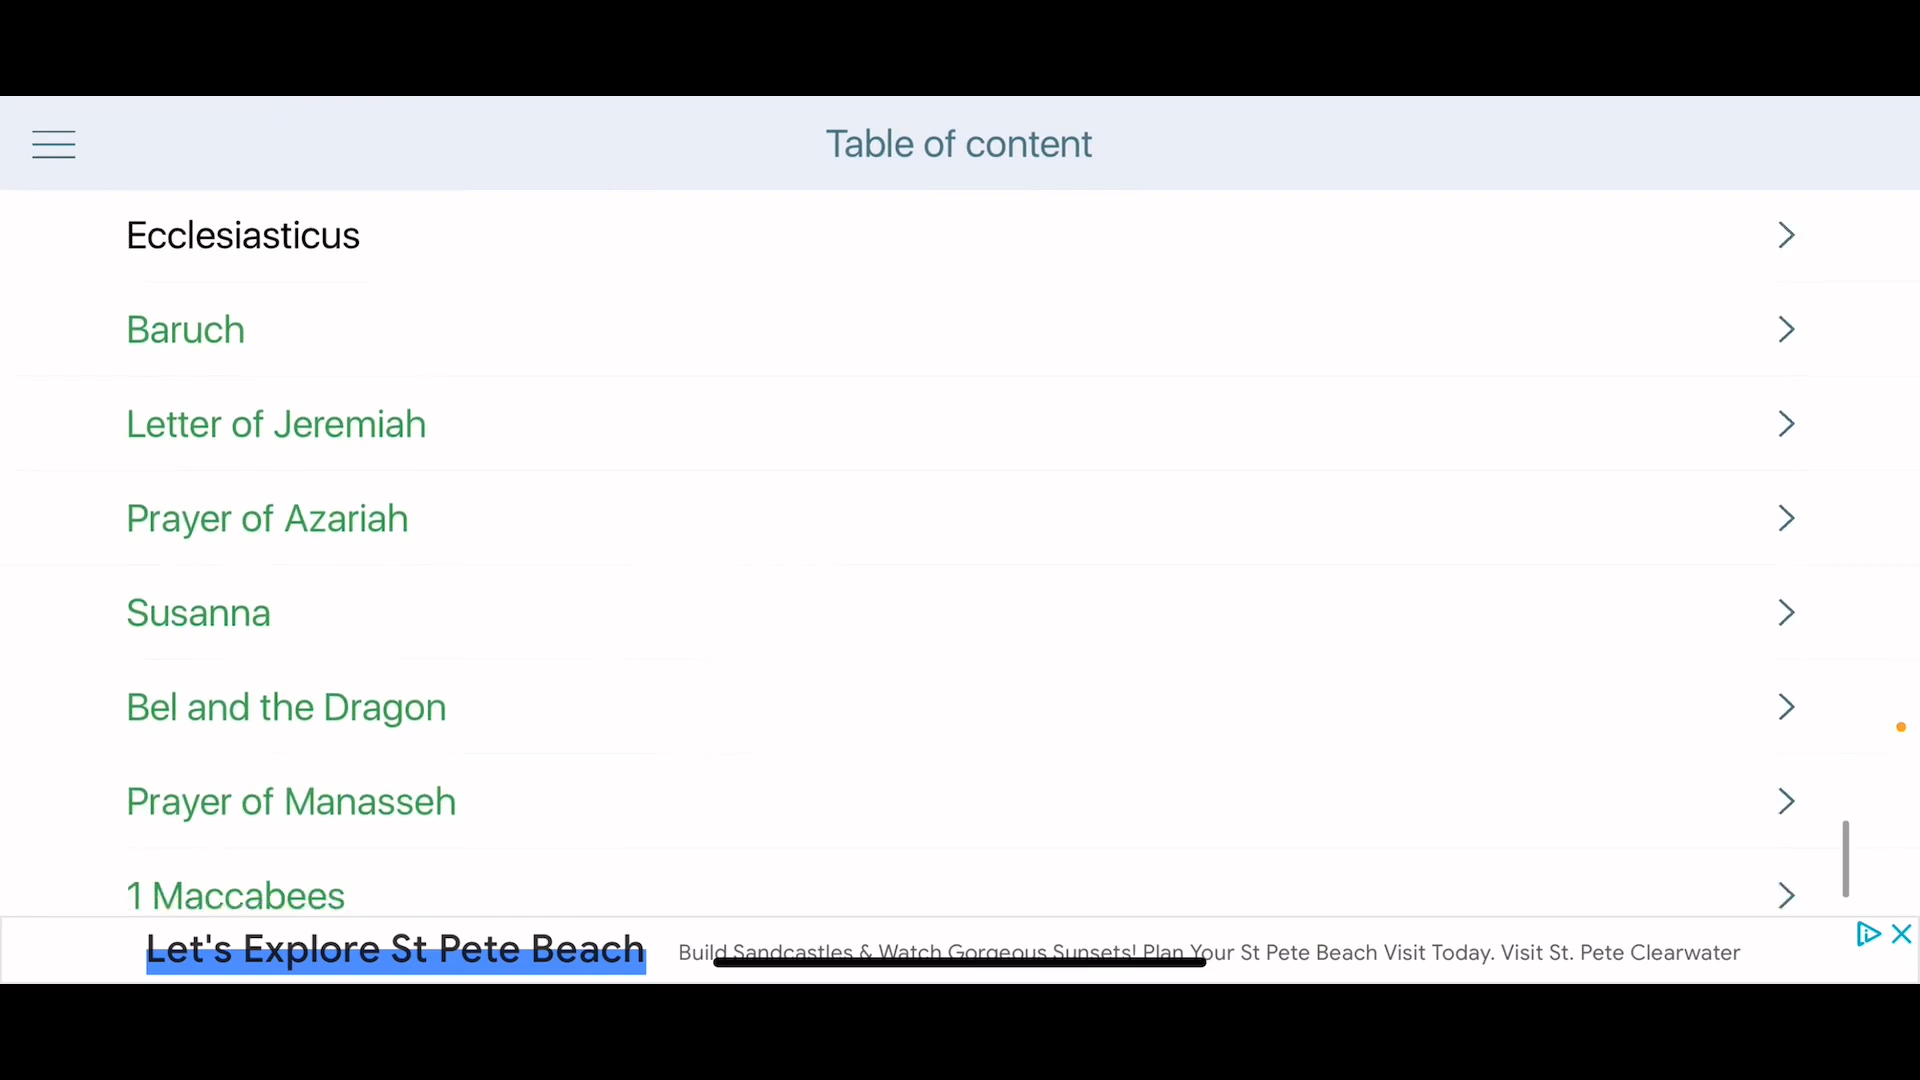 Table of content
Ecclesiasticus
Baruch
Letter of Jeremiah
Prayer of Azariah
Susanna
Bel and the Dragon
Prayer of Manasseh
1 Maccabees
Let's Explore St Pete Beach
Build Sandcastles & Watch Gorgeous Sunsets! Plan Your St Pete Beach Visit Today. Visit St. Pete Clearwater